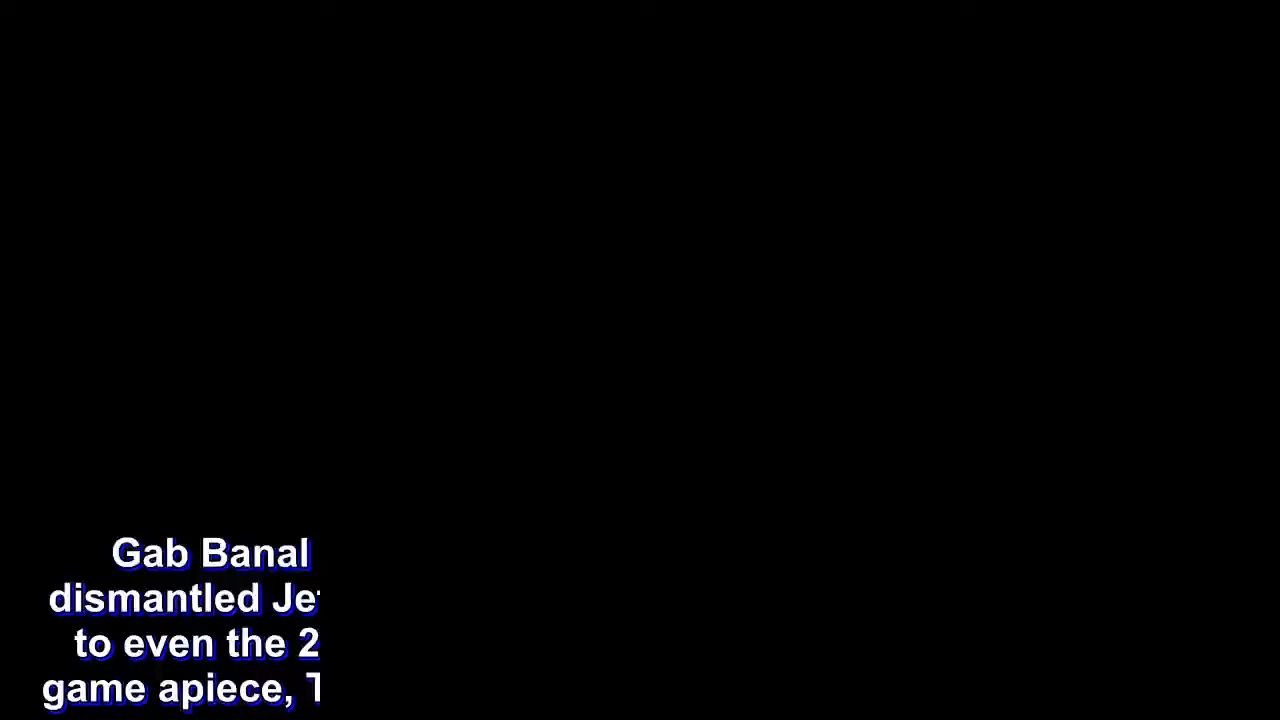 Gab Banal
dismantled
to even the
game apiece,